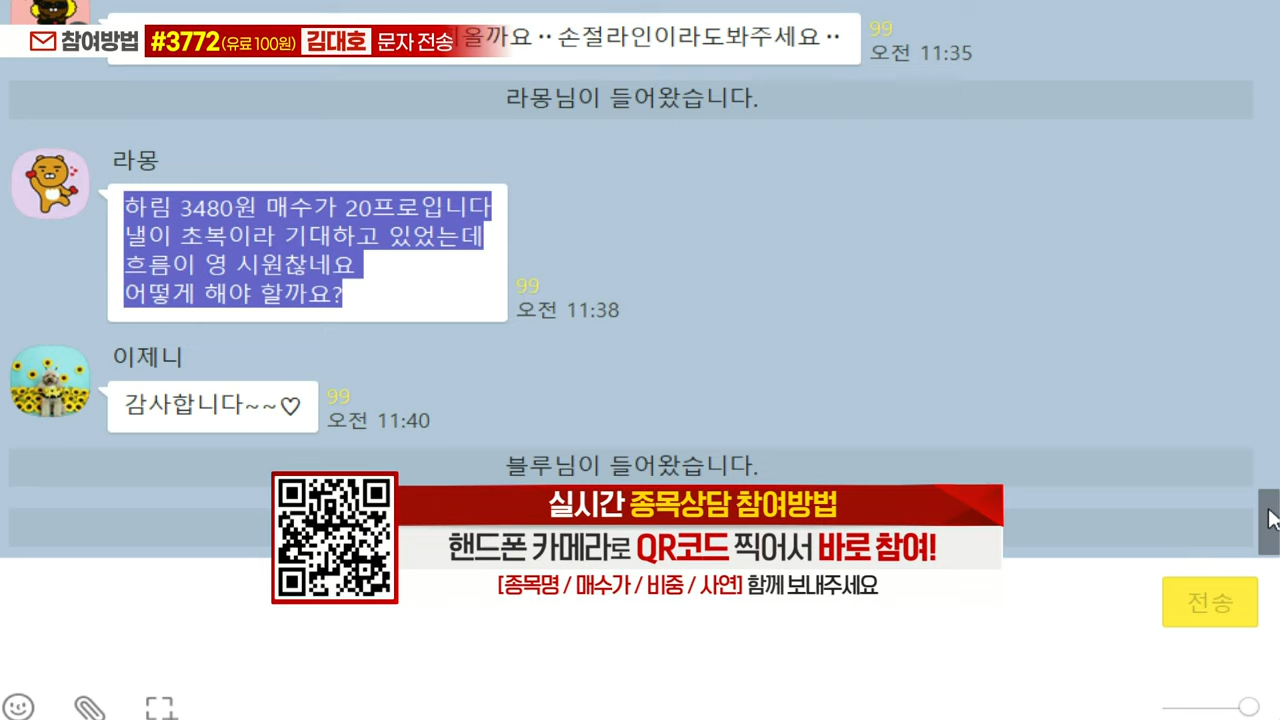 참여방법 #3772(유료100원) 김대호 문자 전송
올까요‥손절라인이라도봐주세요‥
99
오전 11:35
라몽님이 들어왔습니다.
라몽
하림 3480원 매수가 20프로입니다
낼이 초복이라 기대하고 있었는데
흐름이 영 시원찮네요
어떻게 해야 할까요?
99
오전 11:38
이제니
감사합니다~~♡
99
오전 11:40
블루님이 들어왔습니다.
실시간 종목상담 참여방법
핸드폰 카메라로 QR코드 찍어서 바로 참여!
[종목명 / 매수가 / 비중 / 사연] 함께 보내주세요
전송